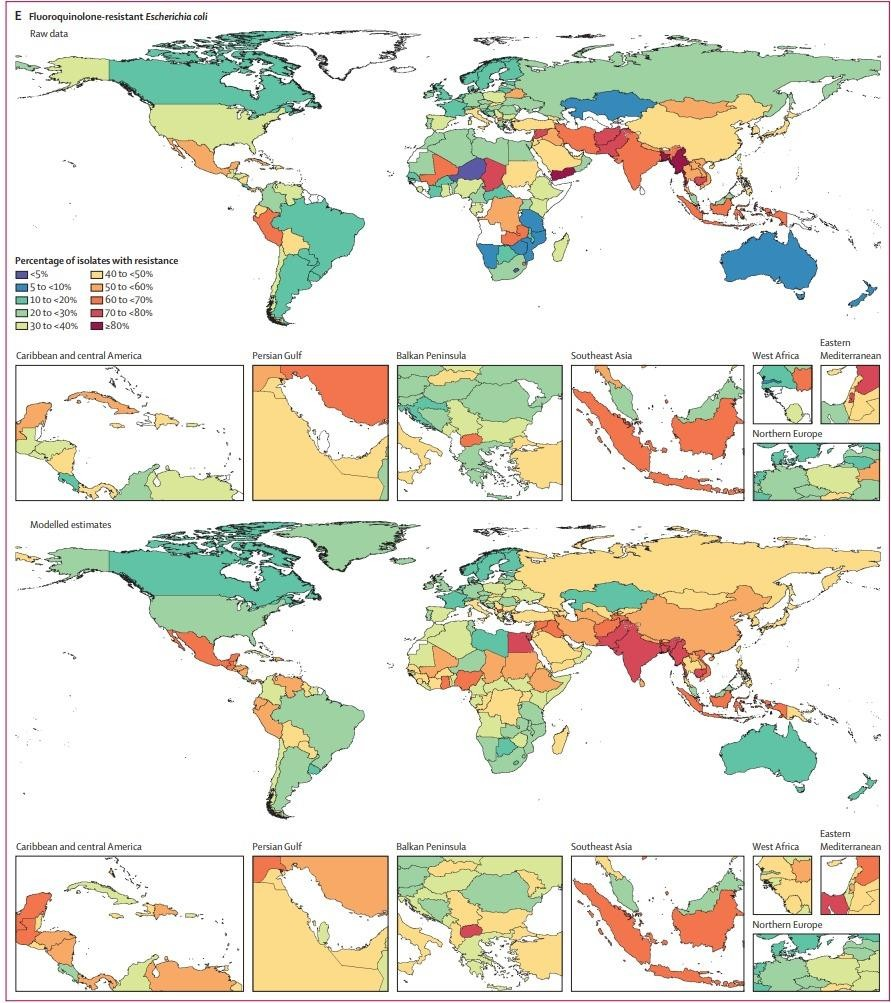 E Fluoroquinolone-resistant Escherichia coli
Raw data
Percentage of isolates with resistance
<5%
5 to <10%
10 to <20%
20 to <30%
30 to <40%
40 to <50%
50 to <60%
60 to <70%
70 to <80%
≥80%
Caribbean and central America
Persian Gulf
Balkan Peninsula
Southeast Asia
West Africa
Eastern
Mediterranean
Northern Europe
Modelled estimates
Caribbean and central America
Persian Gulf
Balkan Peninsula
Southeast Asia
West Africa
Eastern
Mediterranean
Northern Europe